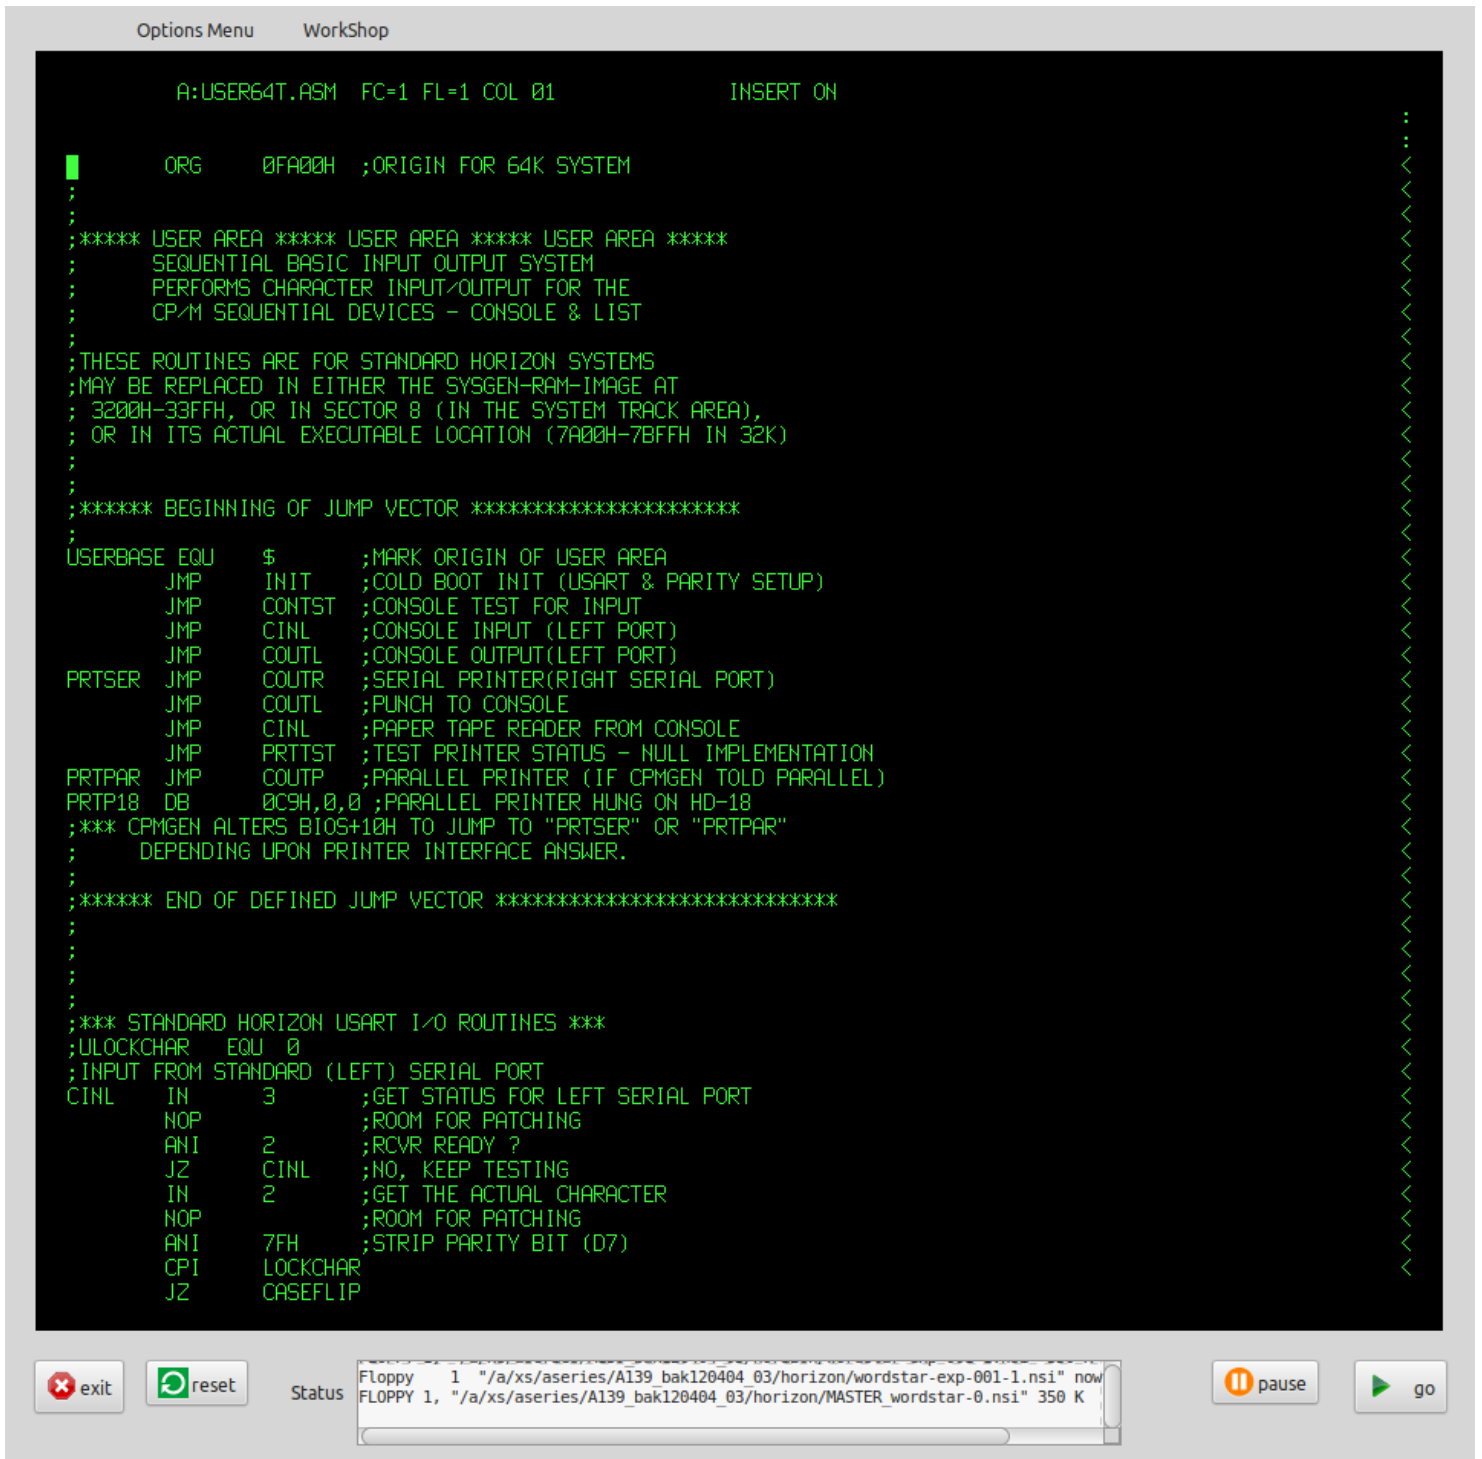 Options Menu WorkShop
A:USER64T.ASM FC=1 FL=1 COL 01 INSERT ON
:
:
ORG 0FA00H ;ORIGIN FOR 64K SYSTEM <
; <
; <
;***** USER AREA ***** USER AREA ***** USER AREA ***** <
; SEQUENTIAL BASIC INPUT OUTPUT SYSTEM <
; PERFORMS CHARACTER INPUT/OUTPUT FOR THE <
; CP/M SEQUENTIAL DEVICES - CONSOLE & LIST <
; <
;THESE ROUTINES ARE FOR STANDARD HORIZON SYSTEMS <
;MAY BE REPLACED IN EITHER THE SYSGEN-RAM-IMAGE AT <
; 3200H-33FFH, OR IN SECTOR 8 (IN THE SYSTEM TRACK AREA), <
; OR IN ITS ACTUAL EXECUTABLE LOCATION (7A00H-7BFFH IN 32K) <
; <
; <
;****** BEGINNING OF JUMP VECTOR ********************** <
; <
USERBASE EQU $ ;MARK ORIGIN OF USER AREA <
JMP INIT ;COLD BOOT INIT (USART & PARITY SETUP) <
JMP CONTST ;CONSOLE TEST FOR INPUT <
JMP CINL ;CONSOLE INPUT (LEFT PORT) <
JMP COUTL ;CONSOLE OUTPUT(LEFT PORT) <
PRTSER JMP COUTR ;SERIAL PRINTER(RIGHT SERIAL PORT) <
JMP COUTL ;PUNCH TO CONSOLE <
JMP CINL ;PAPER TAPE READER FROM CONSOLE <
JMP PRTTST ;TEST PRINTER STATUS - NULL IMPLEMENTATION <
PRTPAR JMP COUTP ;PARALLEL PRINTER (IF CPMGEN TOLD PARALLEL) <
PRTP18 DB 0C9H,0,0 ;PARALLEL PRINTER HUNG ON HD-18 <
;*** CPMGEN ALTERS BIOS+10H TO JUMP TO "PRTSER" OR "PRTPAR" <
; DEPENDING UPON PRINTER INTERFACE ANSWER. <
; <
;****** END OF DEFINED JUMP VECTOR **************************** <
; <
; <
; <
; <
;*** STANDARD HORIZON USART I/O ROUTINES *** <
;ULOCKCHAR EQU 0 <
;INPUT FROM STANDARD (LEFT) SERIAL PORT <
CINL IN 3 ;GET STATUS FOR LEFT SERIAL PORT <
NOP ;ROOM FOR PATCHING <
ANI 2 ;RCVR READY ? <
JZ CINL ;NO, KEEP TESTING <
IN 2 ;GET THE ACTUAL CHARACTER <
NOP ;ROOM FOR PATCHING <
ANI 7FH ;STRIP PARITY BIT (D7) <
CPI LOCKCHAR <
JZ CASEFLIP
exit reset Status
Floppy 1 "/a/xs/aseries/A139_bak120404_03/horizon/wordstar-exp-001-1.nsi" now
FLOPPY 1, "/a/xs/aseries/A139_bak120404_03/horizon/MASTER_wordstar-0.nsi" 350 K
pause go